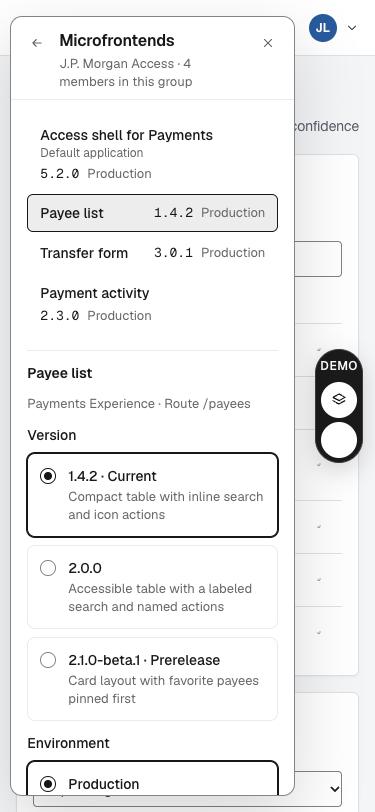 Microfrontends
J.P. Morgan Access · 4
members in this group
JL
confidence
Access shell for Payments
Default application
5.2.0 Production
Payee list 1.4.2 Production
Transfer form 3.0.1 Production
Payment activity
2.3.0 Production
DEMO
Payee list
Payments Experience · Route /payees
Version
1.4.2 · Current
Compact table with inline search
and icon actions
2.0.0
Accessible table with a labeled
search and named actions
2.1.0-beta.1 · Prerelease
Card layout with favorite payees
pinned first
Environment
Production